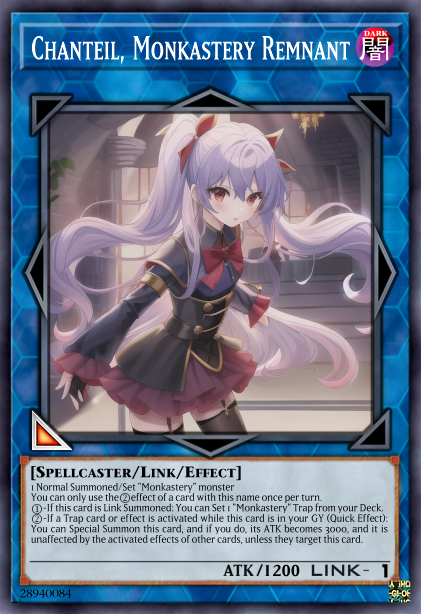 Chanteil, Monkastery Remnant
DARK
闇
[Spellcaster/Link/Effect]
1 Normal Summoned/Set "Monkastery" monster
You can only use the②effect of a card with this name once per turn.
①-If this card is Link Summoned: You can Set 1 "Monkastery" Trap from your Deck.
②-If a Trap card or effect is activated while this card is in your GY (Quick Effect):
You can Special Summon this card, and if you do, its ATK becomes 3000, and it is
unaffected by the activated effects of other cards, unless they target this card.
ATK/1200 LINK- 1
28940084